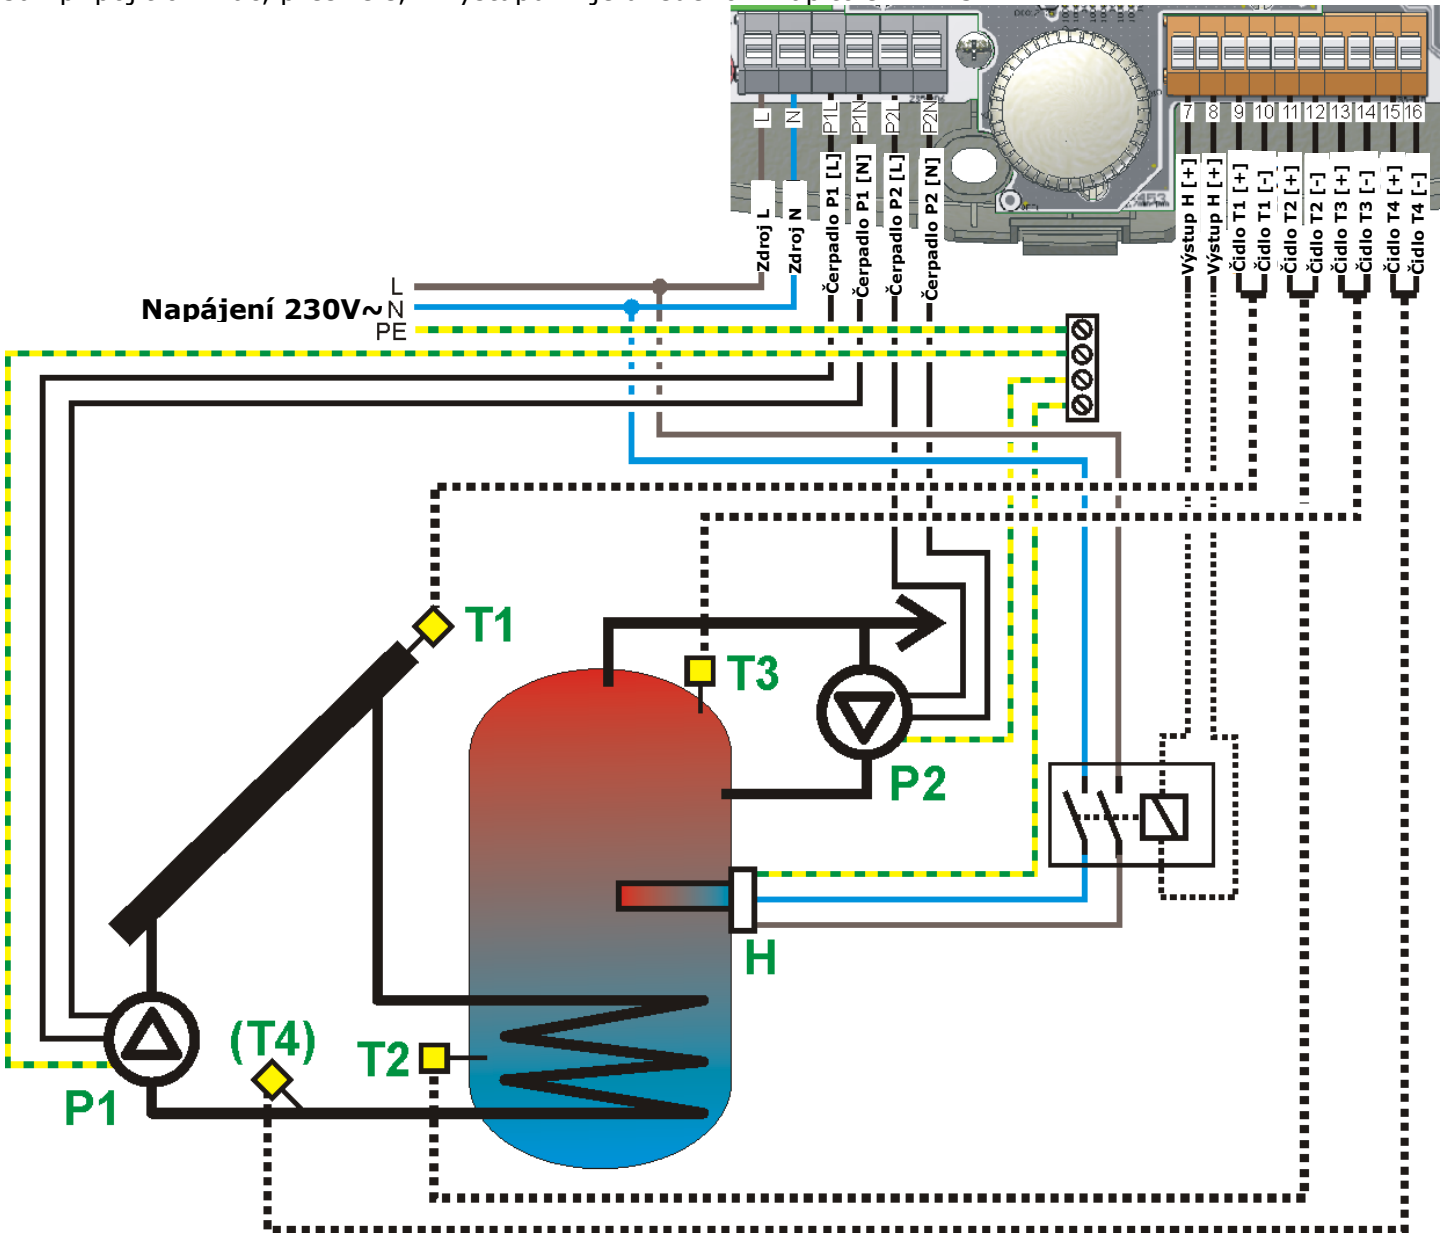 L
N
P1L
P1N
P2L
P2N
7
8
9
10
11
12
13
14
15
16
Zdroj L
Zdroj N
Čerpadlo P1 [L]
Čerpadlo P1 [N]
Čerpadlo P2 [L]
Čerpadlo P2 [N]
Výstup H [+]
Výstup H [+]
Čidlo T1 [+]
Čidlo T1 [-]
Čidlo T2 [+]
Čidlo T2 [-]
Čidlo T3 [+]
Čidlo T3 [-]
Čidlo T4 [+]
Čidlo T4 [-]
L
Napájení 230V~ N
PE
T1
T3
P2
H
(T4)
T2
P1